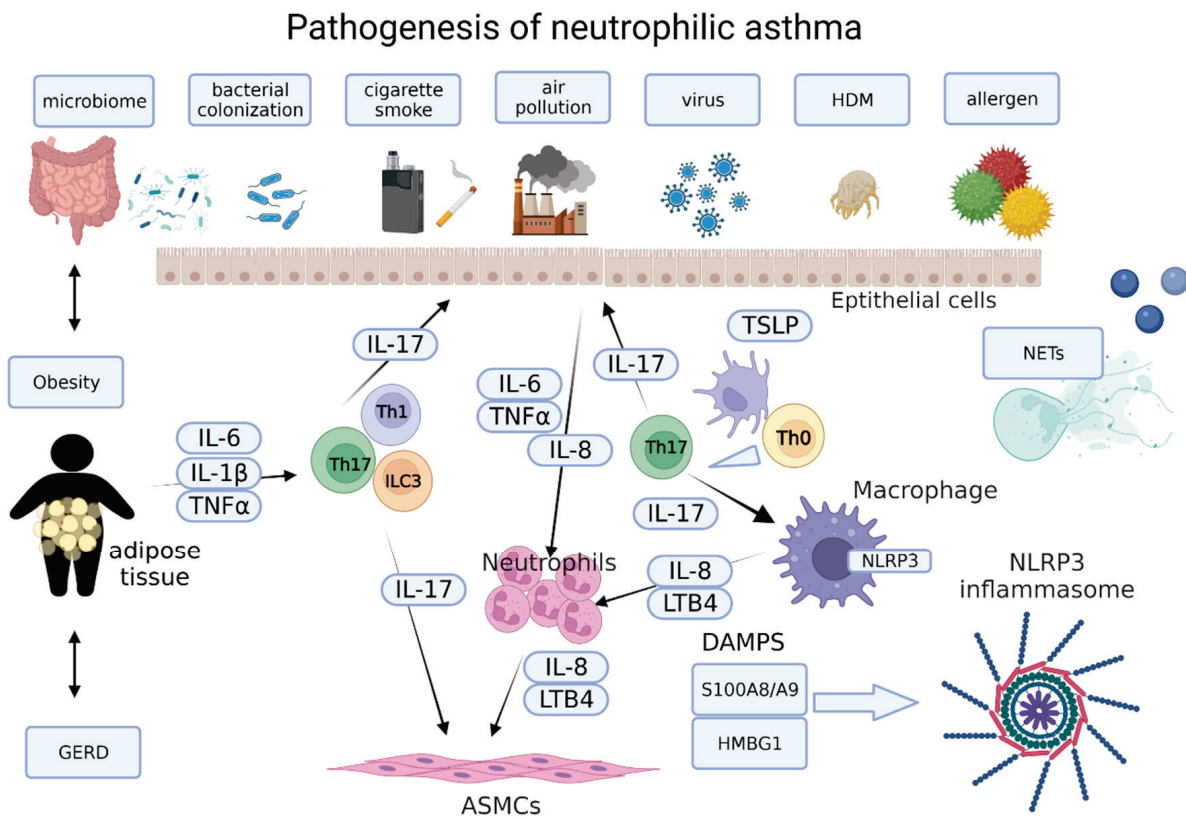 Pathogenesis of neutrophilic asthma
microbiome
bacterial
colonization
cigarette
smoke
air
pollution
virus
HDM
allergen
Eptithelial cells
TSLP
NETs
IL-17
IL-17
Obesity
IL-6
TNFα
IL-8
Th1
Th17
ILC3
Th17
Th0
IL-6
IL-1β
TNFα
adipose
tissue
IL-17
Macrophage
NLRP3
Neutrophils
IL-8
LTB4
IL-17
NLRP3
inflammasome
DAMPS
S100A8/A9
HMBG1
IL-8
LTB4
GERD
ASMCs